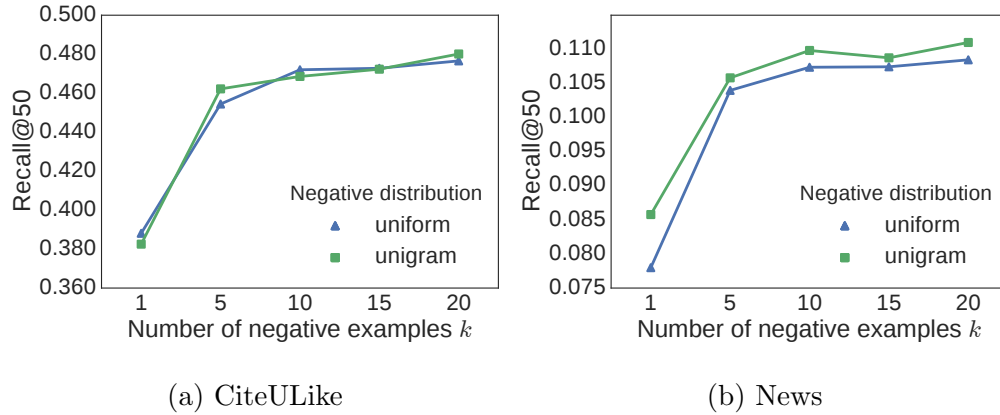 0.500
0.480
0.460
0.440
0.420
0.400
0.380
0.360
Recall@50
Negative distribution
uniform
unigram
1 5 10 15 20
Number of negative examples k
(a) CiteULike
0.110
0.105
0.100
0.095
0.090
0.085
0.080
0.075
Recall@50
Negative distribution
uniform
unigram
1 5 10 15 20
Number of negative examples k
(b) News